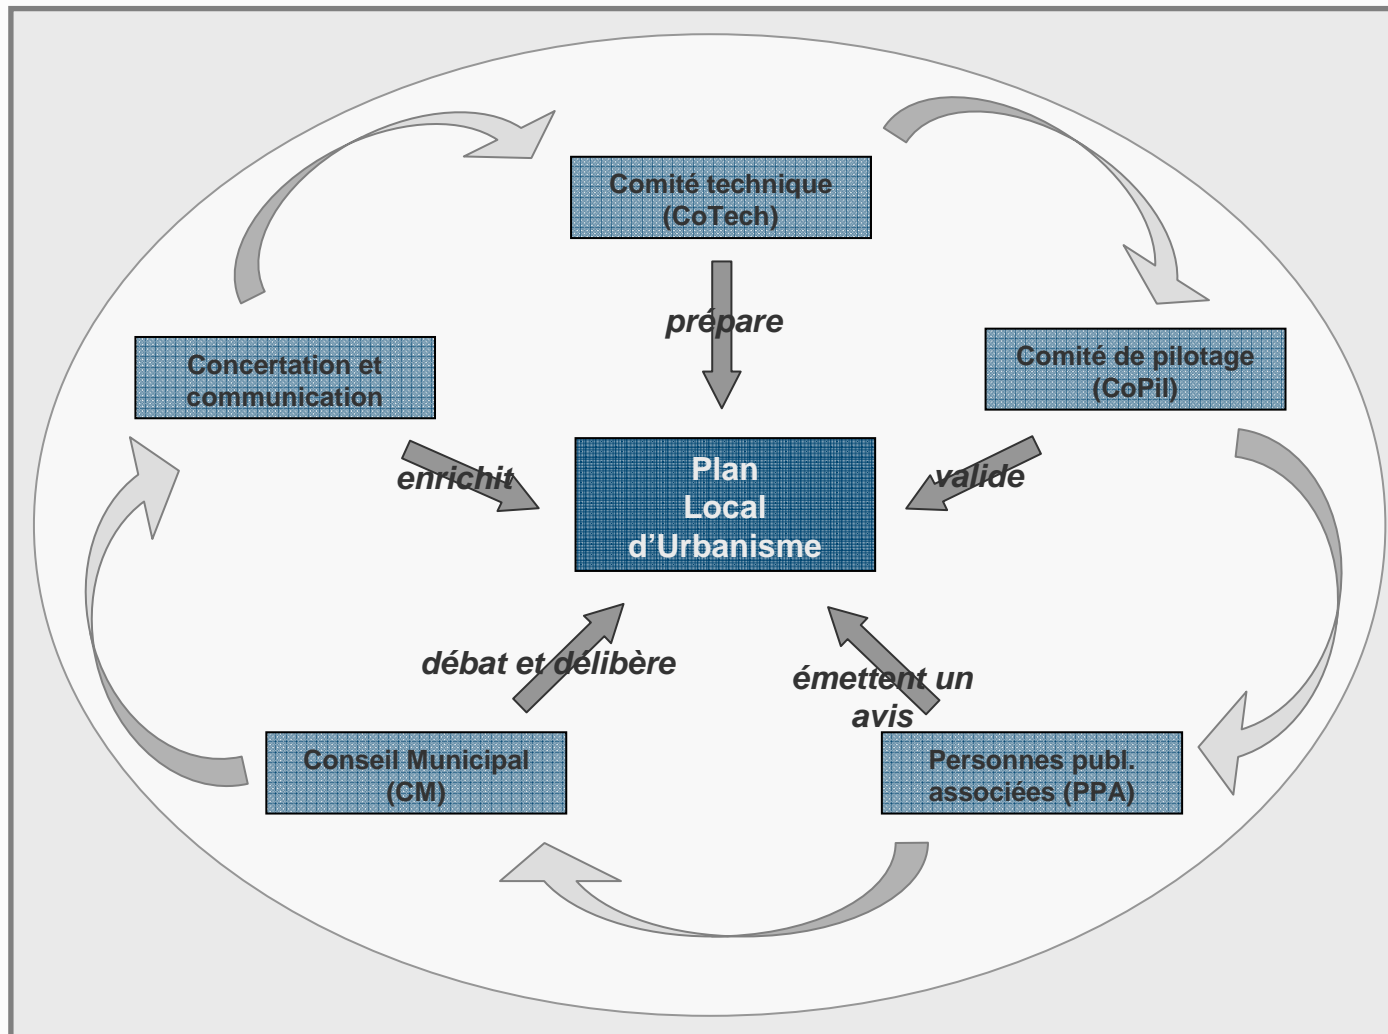 Comité technique
(CoTech)
prépare
Concertation et
communication
Comité de pilotage
(CoPil)
enrichit
Plan
Local
d’Urbanisme
valide
débat et délibère
émettent un
avis
Conseil Municipal
(CM)
Personnes publ.
associées (PPA)